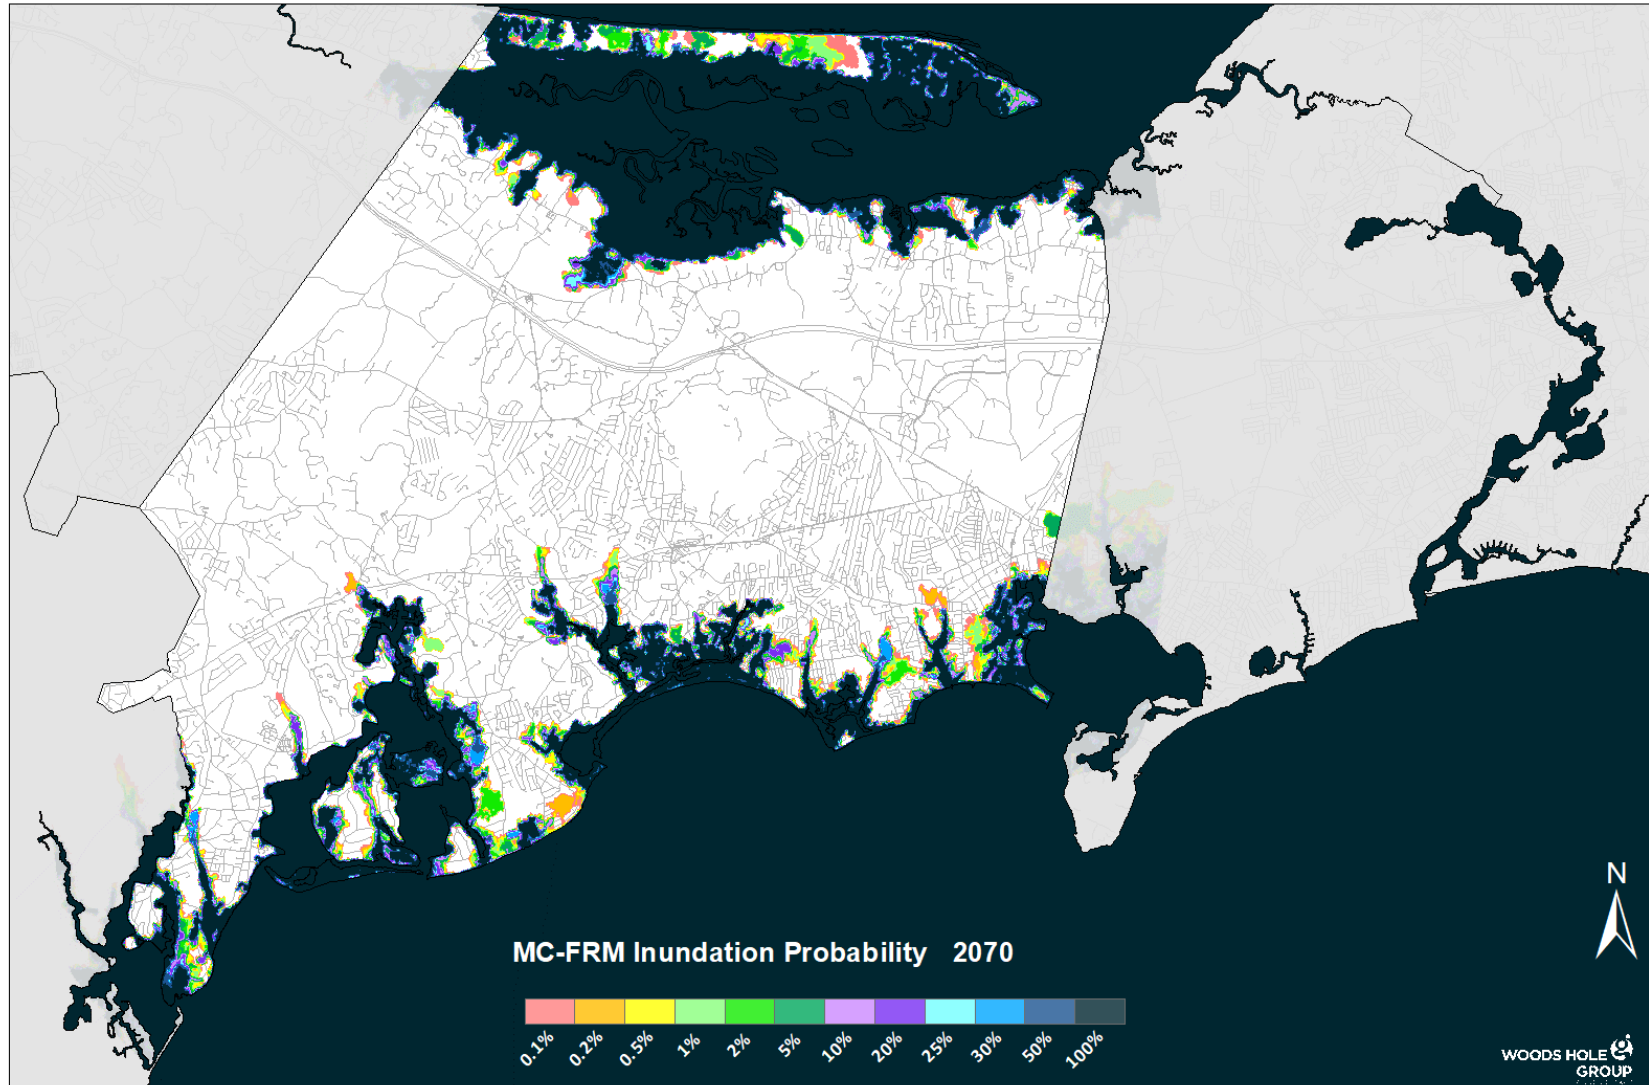 N
MC-FRM Inundation Probability 2070
0.1% 0.2% 0.5% 1% 2% 5% 10% 20% 25% 30% 50% 100%
WOODS HOLE
GROUP